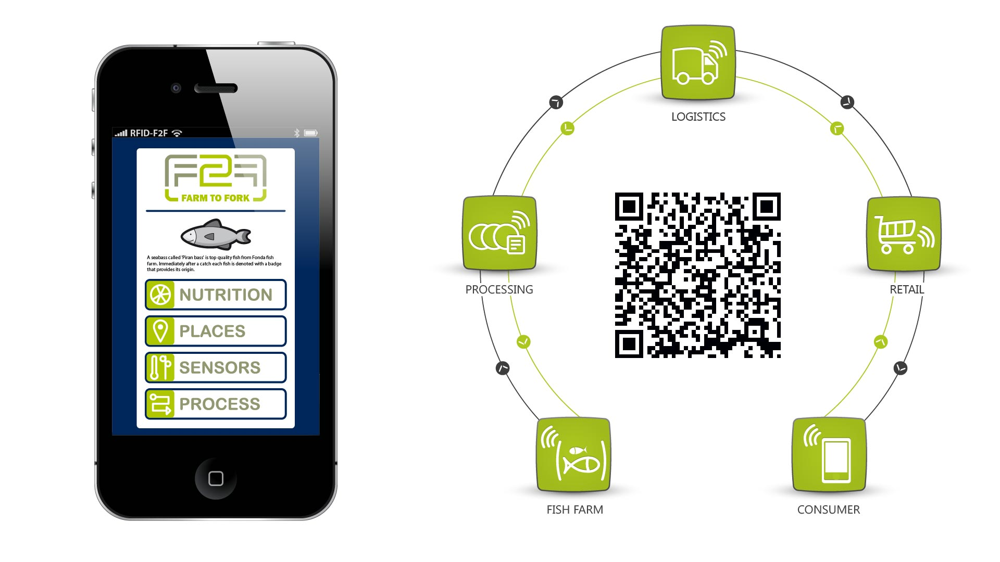 RFID-F2F
F2F
FARM TO FORK
A seabass called 'Piran bass' is top quality fish from Fonda fish
farm. Immediately after a catch each fish is denoted with a badge
that provides its origin.
NUTRITION
PLACES
SENSORS
PROCESS
LOGISTICS
PROCESSING
RETAIL
FISH FARM
CONSUMER